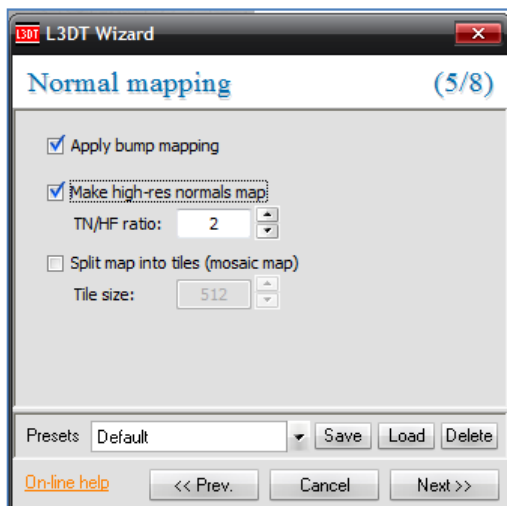 L3DT L3DT Wizard
Normal mapping (5/8)
Apply bump mapping
Make high-res normals map
TN/HF ratio: 2
Split map into tiles (mosaic map)
Tile size: 512
Presets Default Save Load Delete
On-line help << Prev. Cancel Next >>